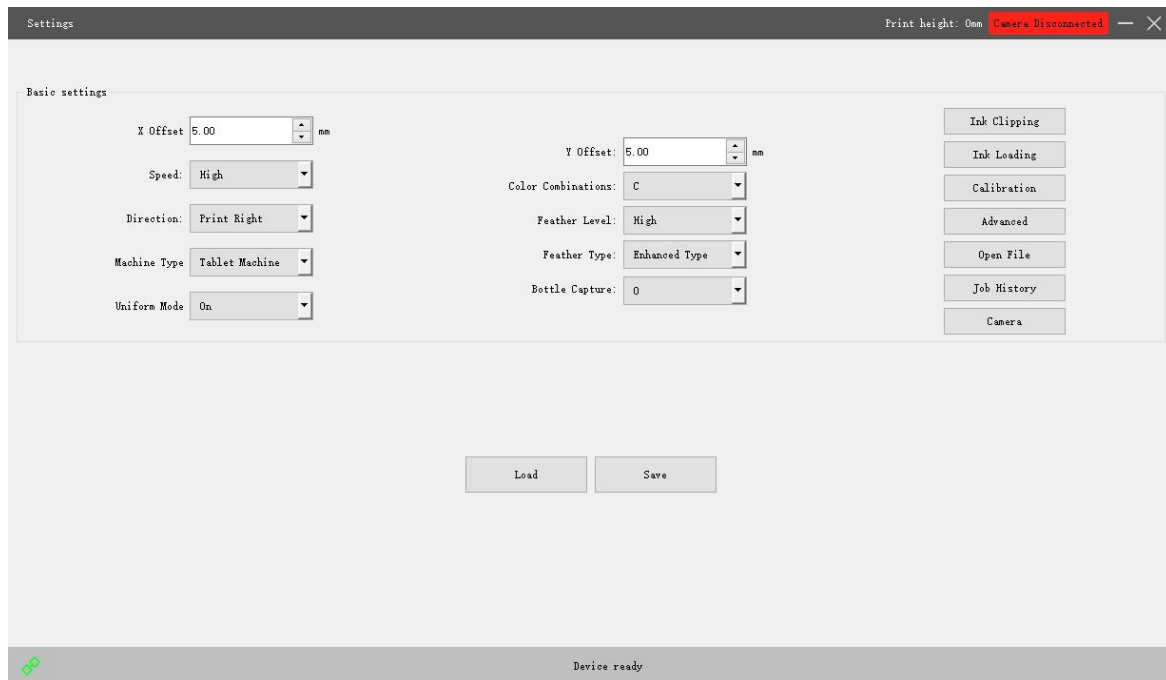 Settings
Print height: 0mm Camera Disconnected
Basic settings
X Offset 5.00 mm
Speed: High
Direction: Print Right
Machine Type Tablet Machine
Uniform Mode On
Y Offset: 5.00 mm
Color Combinations: C
Feather Level: High
Feather Type: Enhanced Type
Bottle Capture: 0
Ink Clipping
Ink Loading
Calibration
Advanced
Open File
Job History
Camera
Load Save
Device ready